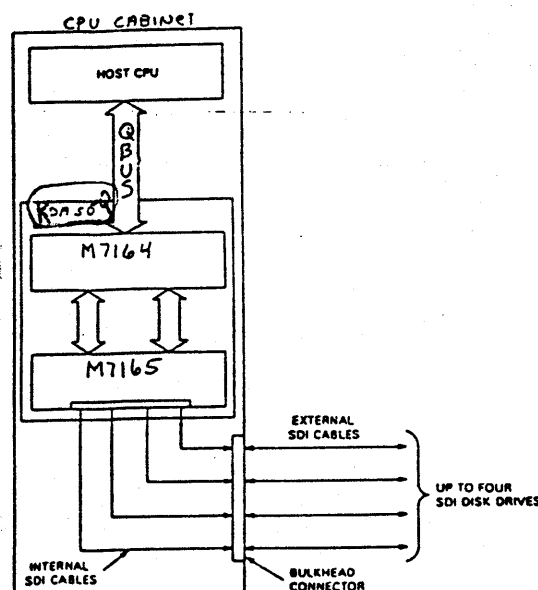 CPU CABINET
HOST CPU
QBUS
KDA50Q
M7164
M7165
EXTERNAL
SDI CABLES
UP TO FOUR
SDI DISK DRIVES
INTERNAL
SDI CABLES
BULKHEAD
CONNECTOR